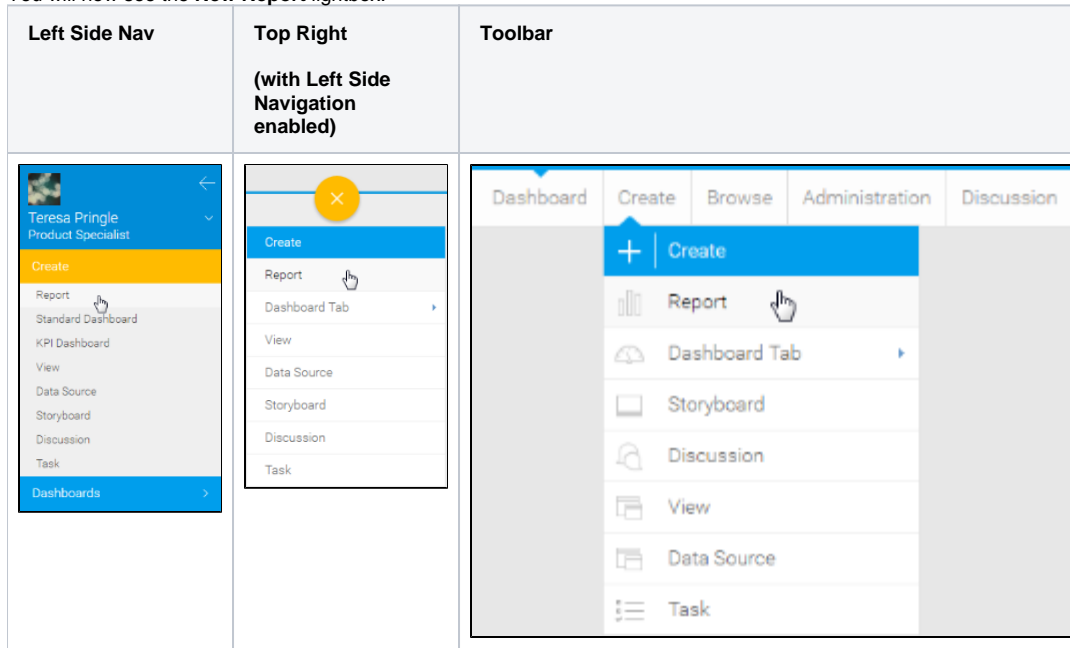 Left Side Nav
Top Right
(with Left Side
Navigation
enabled)
Toolbar
Teresa Pringle
Product Specialist
Create
Report
Standard Dashboard
KPI Dashboard
View
Data Source
Storyboard
Discussion
Task
Dashboards
Create
Report
Dashboard Tab
View
Data Source
Storyboard
Discussion
Task
Dashboard Create Browse Administration Discussion
Create
Report
Dashboard Tab
Storyboard
Discussion
View
Data Source
Task